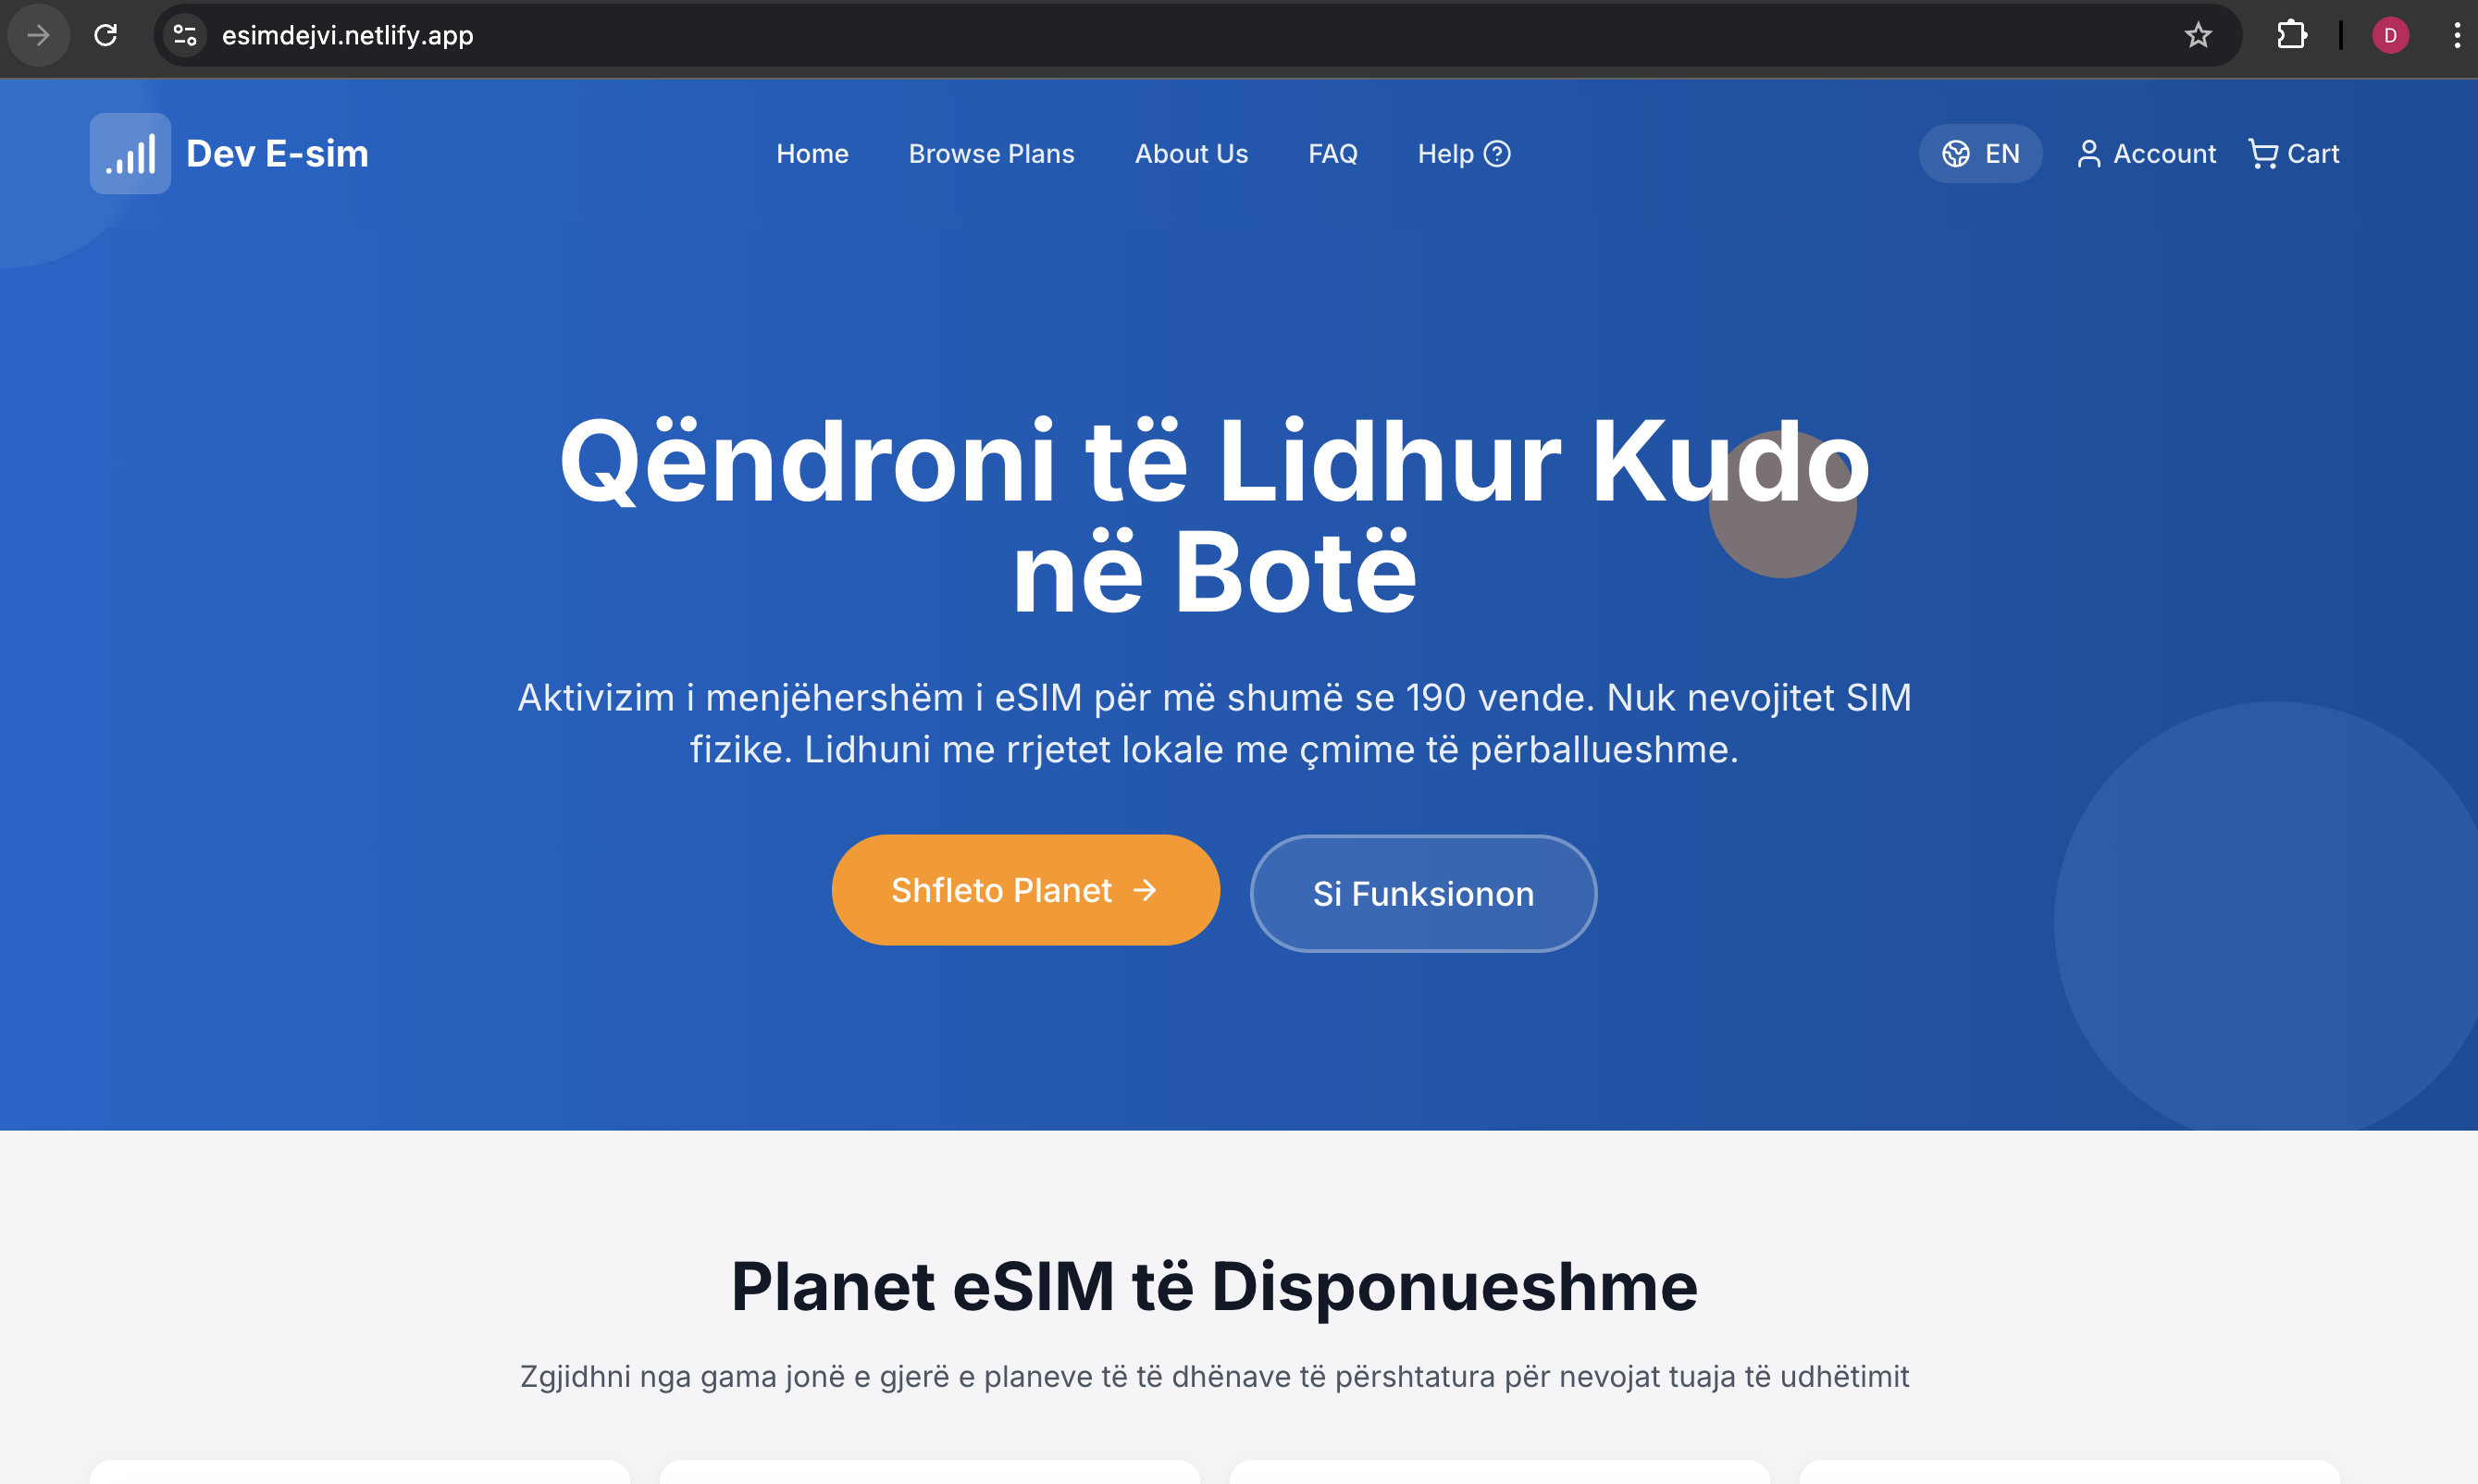 esimdejvi.netlify.app
D
Dev E-sim
Home
Browse Plans
About Us
FAQ
Help ?
EN
Account
Cart
Qëndroni të Lidhur Kudo
në Botë
Aktivizim i menjëhershëm i eSIM për më shumë se 190 vende. Nuk nevojitet SIM
fizike. Lidhuni me rrjetet lokale me çmime të përballueshme.
Shfleto Planet →
Si Funksionon
Planet eSIM të Disponueshme
Zgjidhni nga gama jonë e gjerë e planeve të të dhënave të përshtatura për nevojat tuaja të udhëtimit